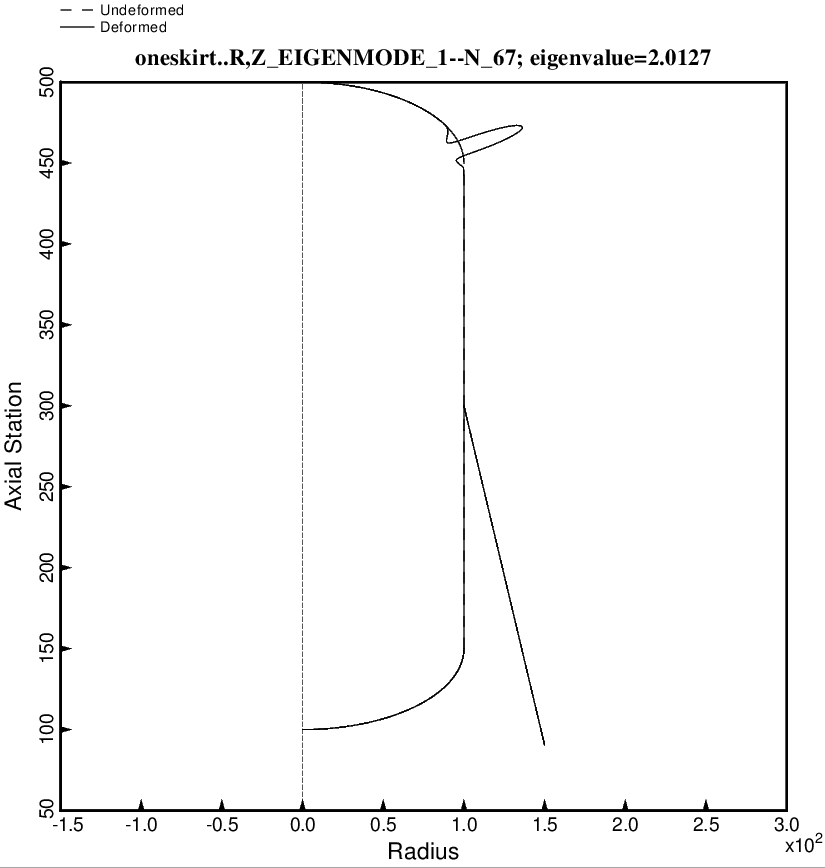 Undeformed
Deformed
oneskirt..R,Z_EIGENMODE_1--N_67; eigenvalue=2.0127
500
450
400
350
300
250
200
150
100
50
Axial Station
-1.5 -1.0 -0.5 0.0 0.5 1.0 1.5 2.0 2.5 3.0
x10²
Radius